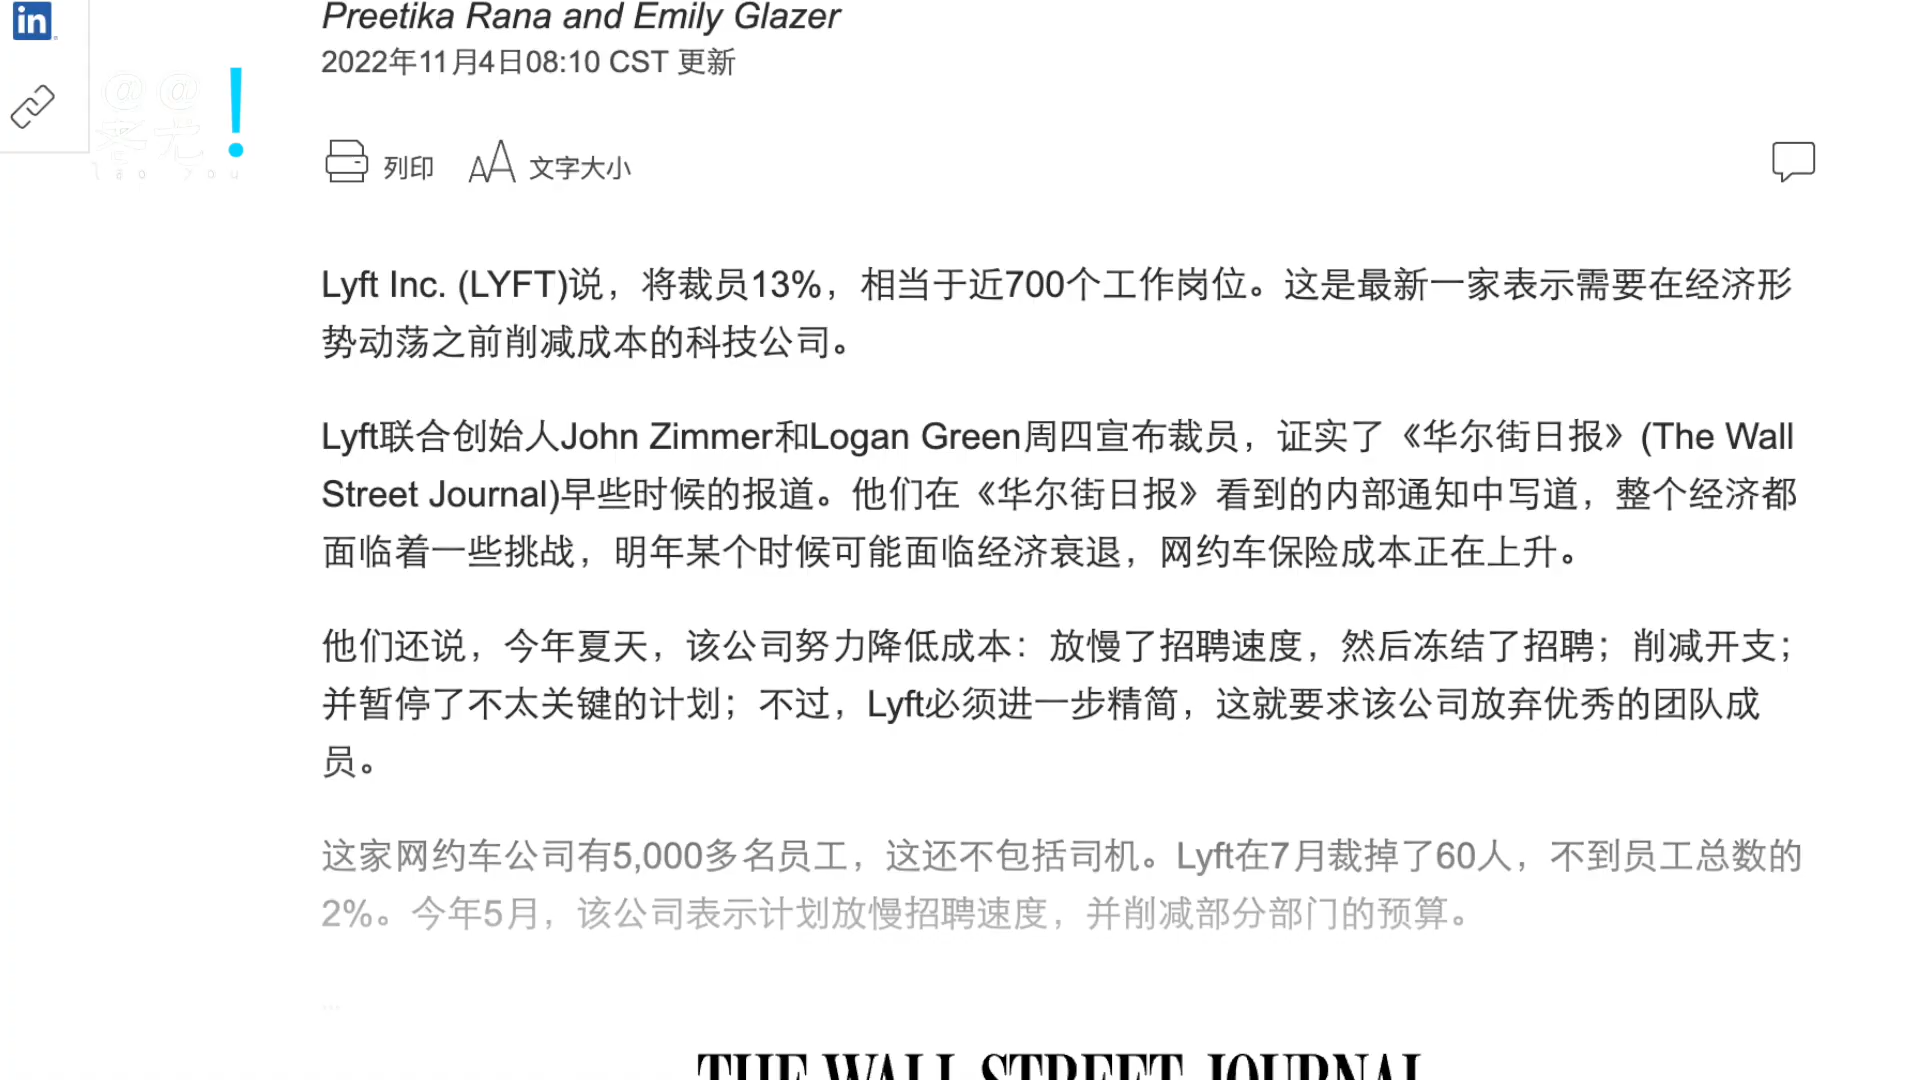 in
Preetika Rana and Emily Glazer
2022年11月4日08:10 CST 更新
@@
!
列印
AA 文字大小
Lyft Inc. (LYFT)说，将裁员13%，相当于近700个工作岗位。这是最新一家表示需要在经济形
势动荡之前削减成本的科技公司。
Lyft联合创始人John Zimmer和Logan Green周四宣布裁员，证实了《华尔街日报》(The Wall
Street Journal)早些时候的报道。他们在《华尔街日报》看到的内部通知中写道，整个经济都
面临着一些挑战，明年某个时候可能面临经济衰退，网约车保险成本正在上升。
他们还说，今年夏天，该公司努力降低成本：放慢了招聘速度，然后冻结了招聘；削减开支；
并暂停了不太关键的计划；不过，Lyft必须进一步精简，这就要求该公司放弃优秀的团队成
员。
这家网约车公司有5,000多名员工，这还不包括司机。Lyft在7月裁掉了60人，不到员工总数的
2%。今年5月，该公司表示计划放慢招聘速度，并削减部分部门的预算。
...
THE WALL STREET JOURNAL